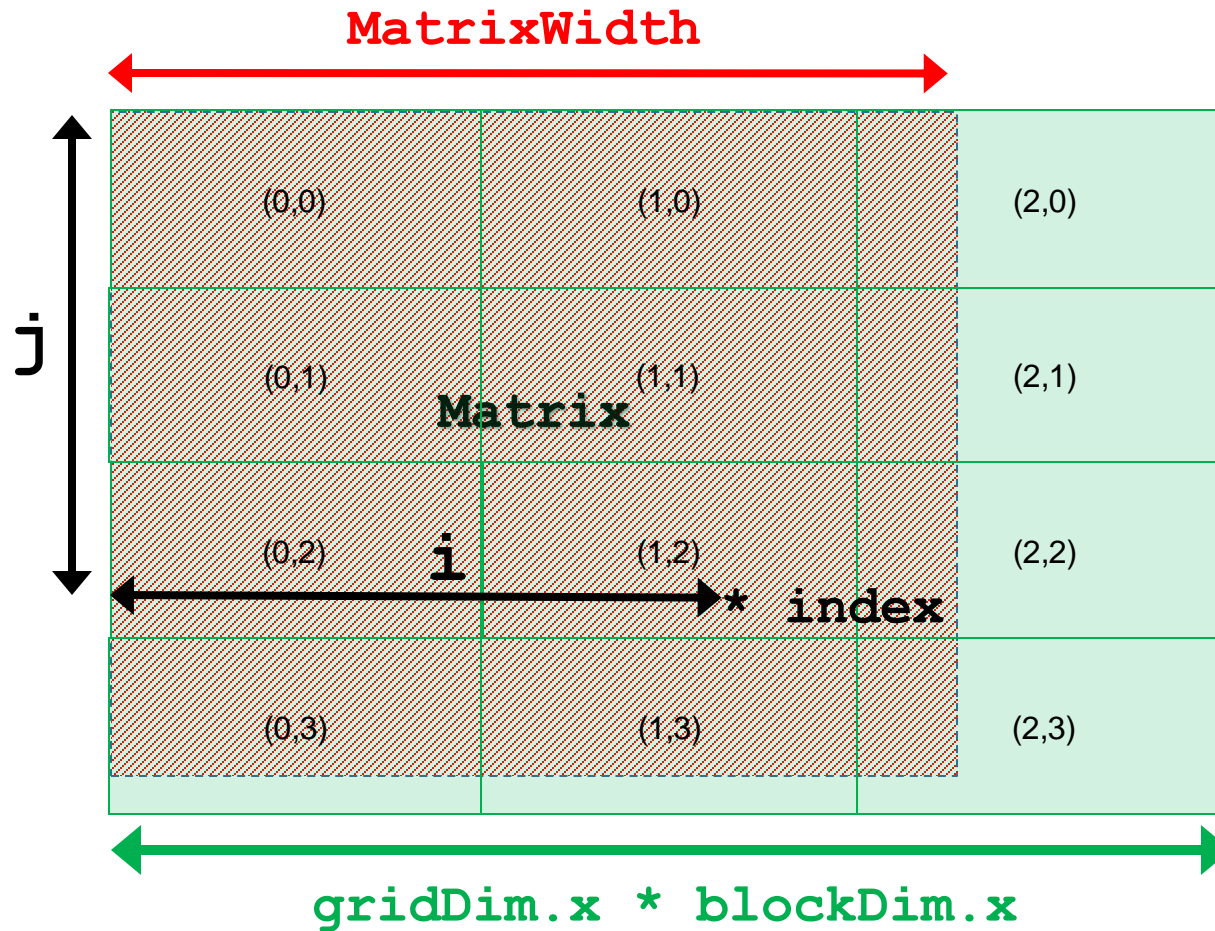 MatrixWidth
(0,0) (1,0) (2,0)
j
(0,1) (1,1) (2,1)
Matrix
(0,2) (1,2) (2,2)
i
* index
(0,3) (1,3) (2,3)
gridDim.x * blockDim.x